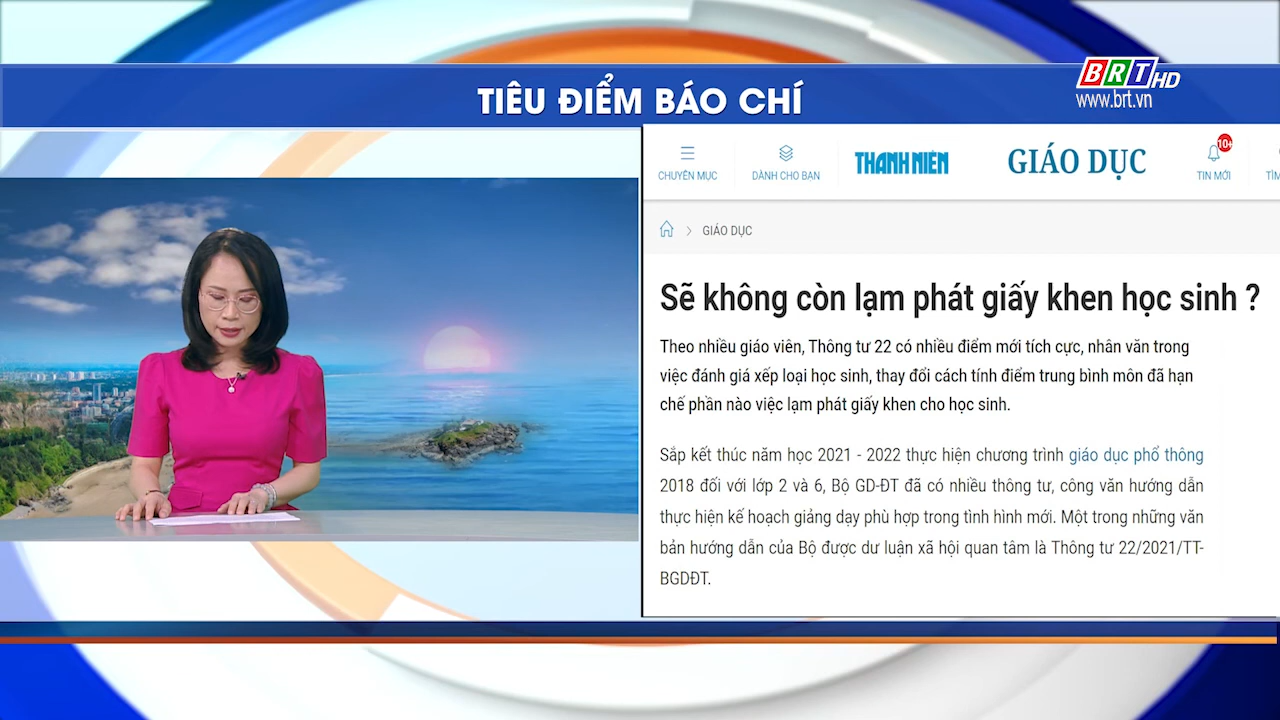 BRT HD
www.brt.vn
TIÊU ĐIỂM BÁO CHÍ
CHUYÊN MỤC
DÀNH CHO BẠN
THANH NIÊN
GIÁO DỤC
10+
TIN MỚI
GIÁO DỤC
Sẽ không còn lạm phát giấy khen học sinh ?
Theo nhiều giáo viên, Thông tư 22 có nhiều điểm mới tích cực, nhân văn trong
việc đánh giá xếp loại học sinh, thay đổi cách tính điểm trung bình môn đã hạn
chế phần nào việc lạm phát giấy khen cho học sinh.
Sắp kết thúc năm học 2021 - 2022 thực hiện chương trình giáo dục phổ thông
2018 đối với lớp 2 và 6, Bộ GD-ĐT đã có nhiều thông tư, công văn hướng dẫn
thực hiện kế hoạch giảng dạy phù hợp trong tình hình mới. Một trong những văn
bản hướng dẫn của Bộ được dư luận xã hội quan tâm là Thông tư 22/2021/TT-
BGDĐT.